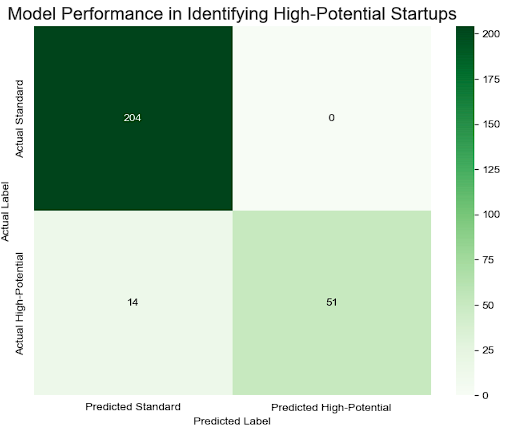 Model Performance in Identifying High-Potential Startups
200
175
150
125
100
75
50
25
0
Actual Label
Actual Standard
Actual High-Potential
204
0
14
51
Predicted Standard
Predicted High-Potential
Predicted Label